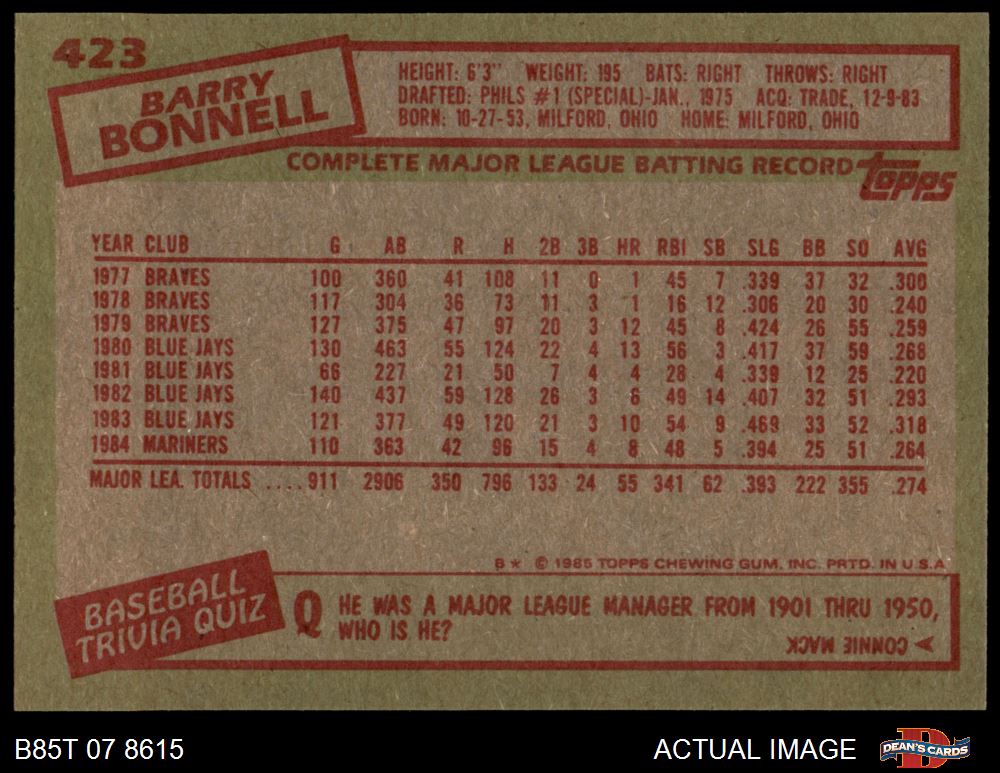 423
BARRY
BONNELL
HEIGHT: 6'3" WEIGHT: 195 BATS: RIGHT THROWS: RIGHT
DRAFTED: PHILS #1 (SPECIAL)-JAN., 1975 ACQ: TRADE, 12-9-83
BORN: 10-27-53, MILFORD, OHIO HOME: MILFORD, OHIO
COMPLETE MAJOR LEAGUE BATTING RECORD Topps
YEAR CLUB G AB R H 2B 3B HR RBI SB SLG BB SO AVG
1977 BRAVES 100 360 41 108 11 0 1 45 7 .339 37 32 .300
1978 BRAVES 117 304 36 73 11 3 1 16 12 .306 20 30 .240
1979 BRAVES 127 375 47 97 20 3 12 45 8 .424 26 55 .259
1980 BLUE JAYS 130 463 55 124 22 4 13 56 3 .417 37 59 .268
1981 BLUE JAYS 66 227 21 50 7 4 4 28 4 .339 12 25 .220
1982 BLUE JAYS 140 437 59 128 26 3 6 49 14 .407 32 51 .293
1983 BLUE JAYS 121 377 49 120 21 3 10 54 9 .469 33 52 .318
1984 MARINERS 110 363 42 96 15 4 8 48 5 .394 25 51 .264
MAJOR LEA. TOTALS ....911 2906 350 796 133 24 55 341 62 .393 222 355 .274
B* © 1985 TOPPS CHEWING GUM, INC. PRTD. IN U.S.A.
BASEBALL
TRIVIA QUIZ
Q HE WAS A MAJOR LEAGUE MANAGER FROM 1901 THRU 1950,
WHO IS HE?
CONNIE MACK
B85T 07 8615
ACTUAL IMAGE
DEAN'S CARDS